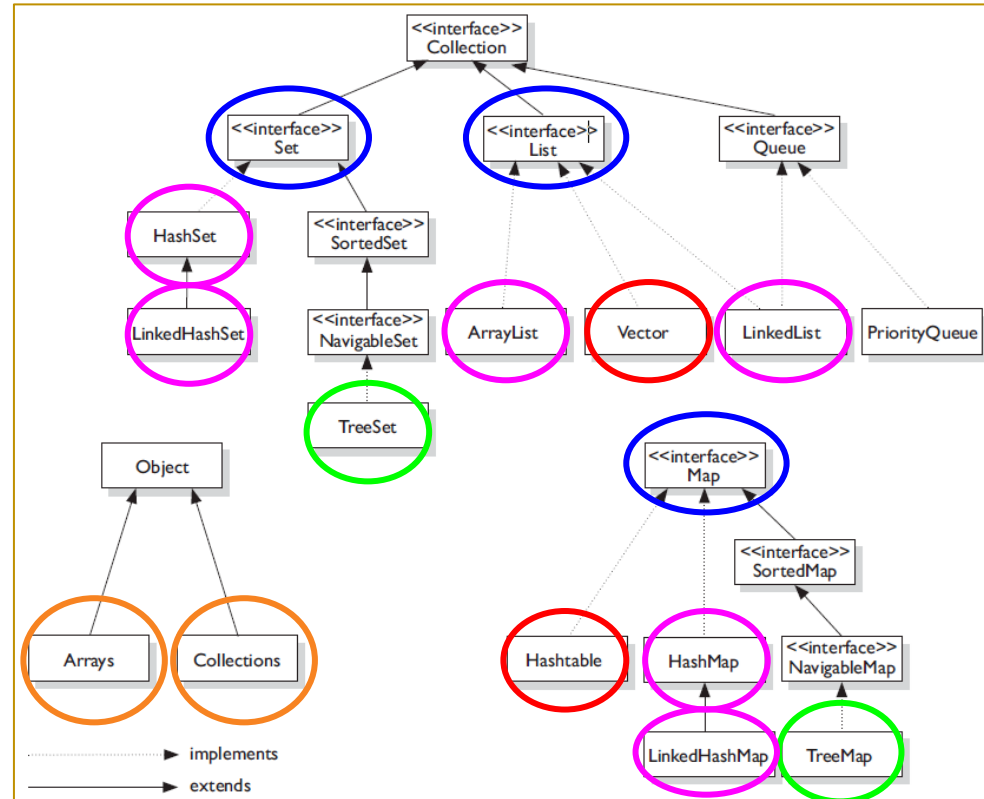 <<interface>>
Collection
<<interface>>
Set
<<interface>>
List
<<interface>>
Queue
HashSet
<<interface>>
SortedSet
LinkedHashSet
<<interface>>
NavigableSet
ArrayList
Vector
LinkedList
PriorityQueue
TreeSet
Object
<<interface>>
Map
<<interface>>
SortedMap
Arrays
Collections
Hashtable
HashMap
<<interface>>
NavigableMap
LinkedHashMap
TreeMap
implements
extends